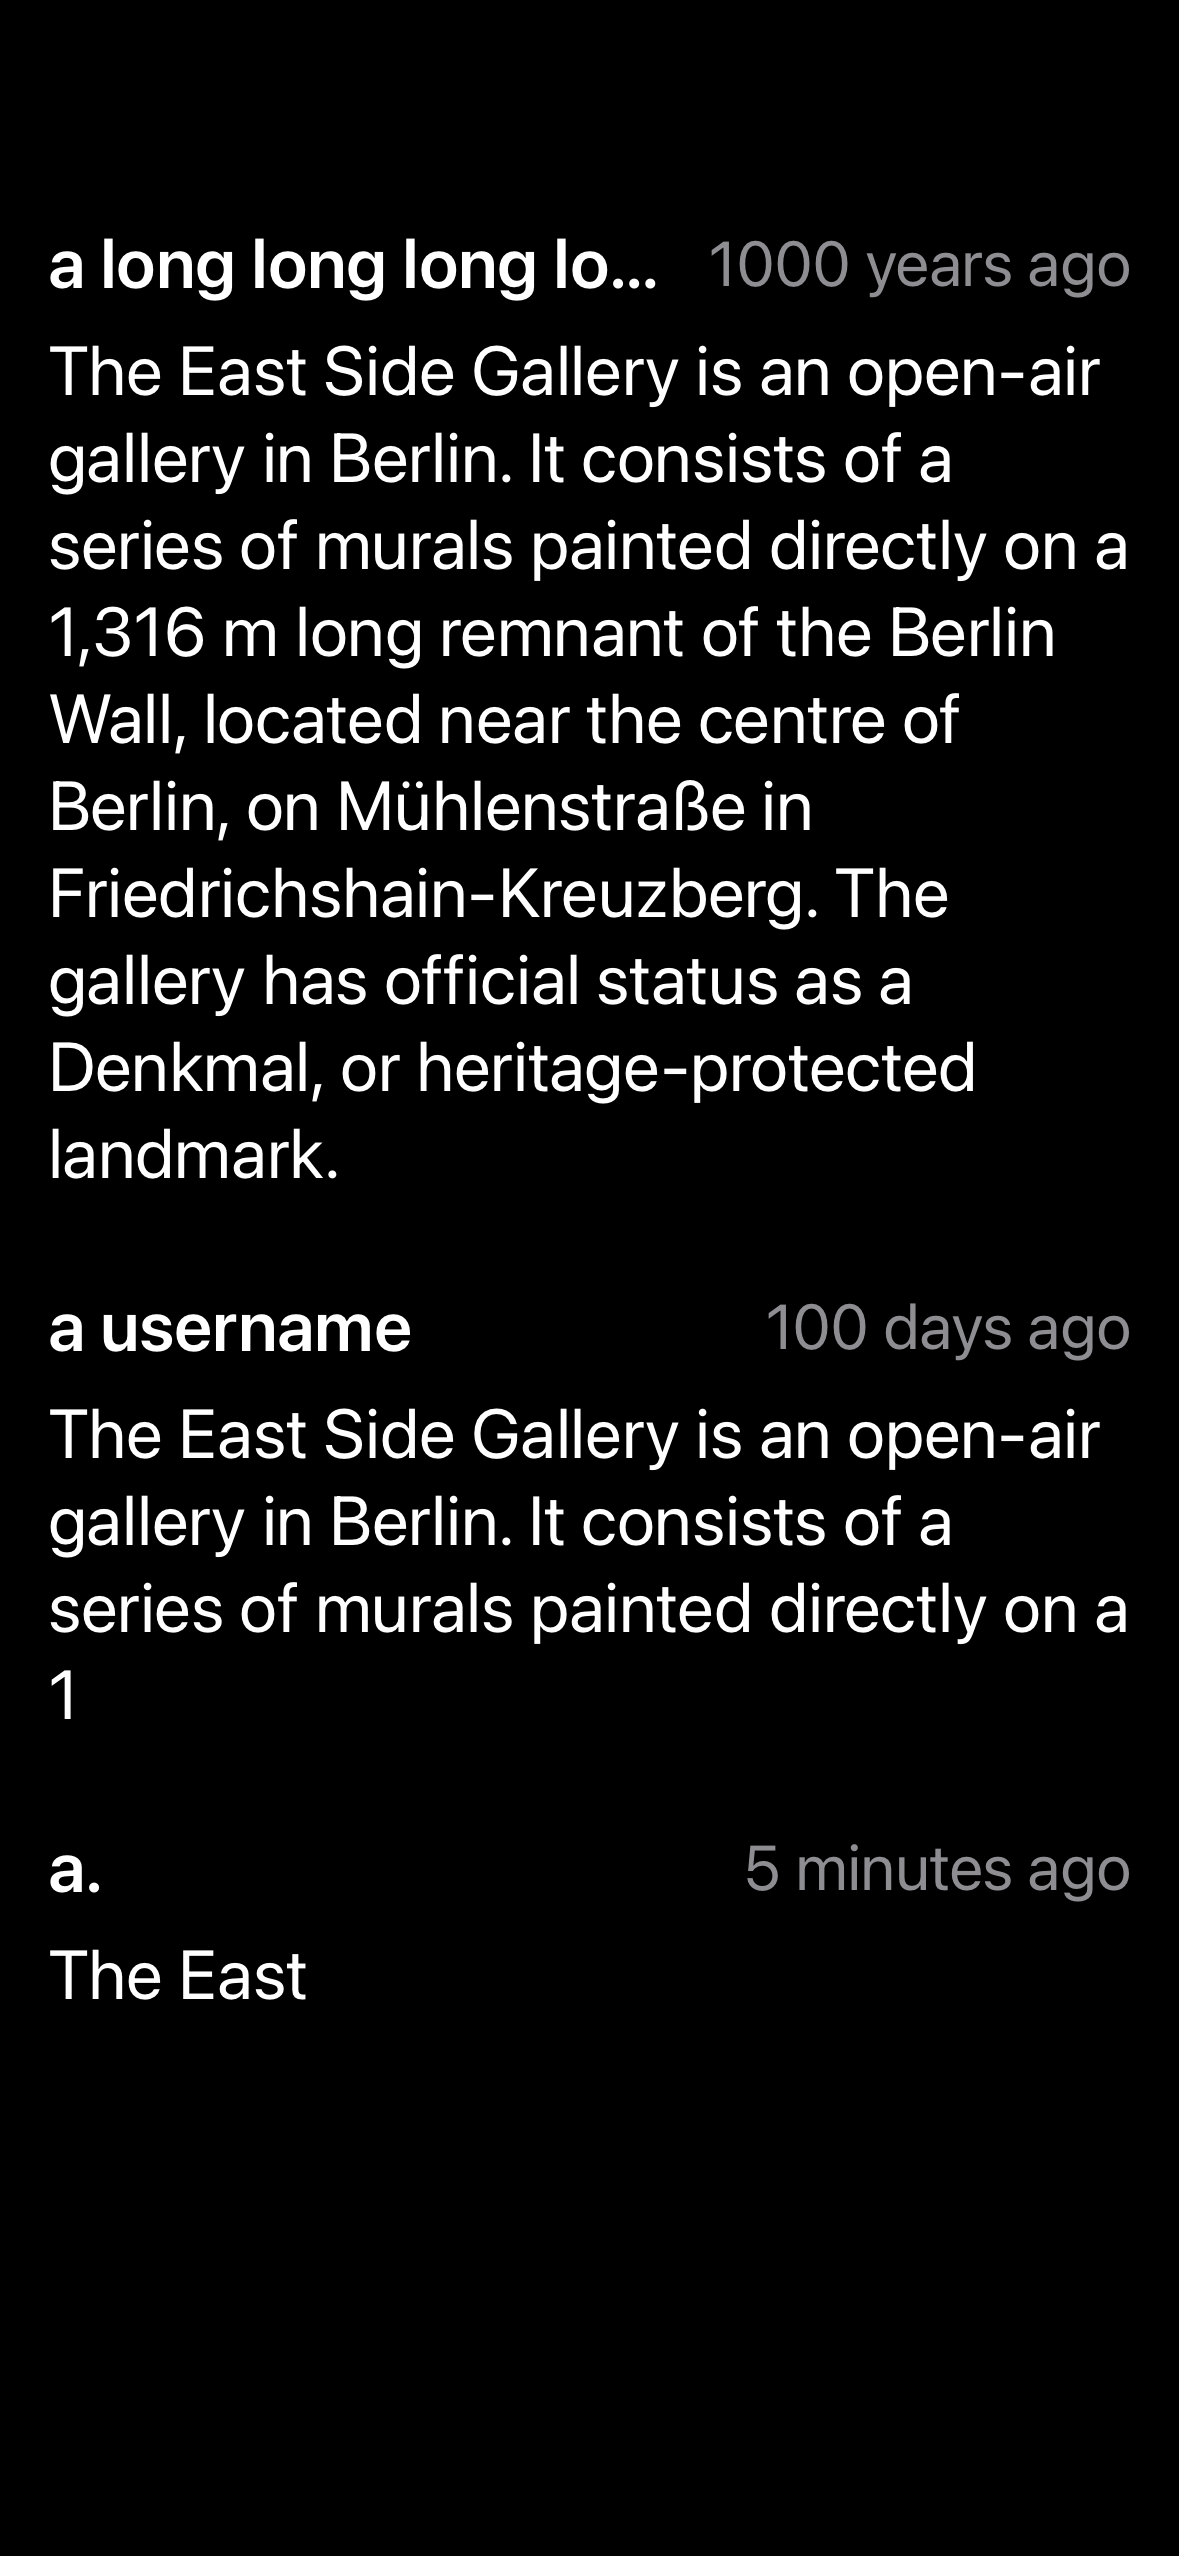 a long long long lo...
1000 years ago
The East Side Gallery is an open-air
gallery in Berlin. It consists of a
series of murals painted directly on a
1,316 m long remnant of the Berlin
Wall, located near the centre of
Berlin, on Mühlenstraße in
Friedrichshain-Kreuzberg. The
gallery has official status as a
Denkmal, or heritage-protected
landmark.
a username
100 days ago
The East Side Gallery is an open-air
gallery in Berlin. It consists of a
series of murals painted directly on a
1
a.
5 minutes ago
The East